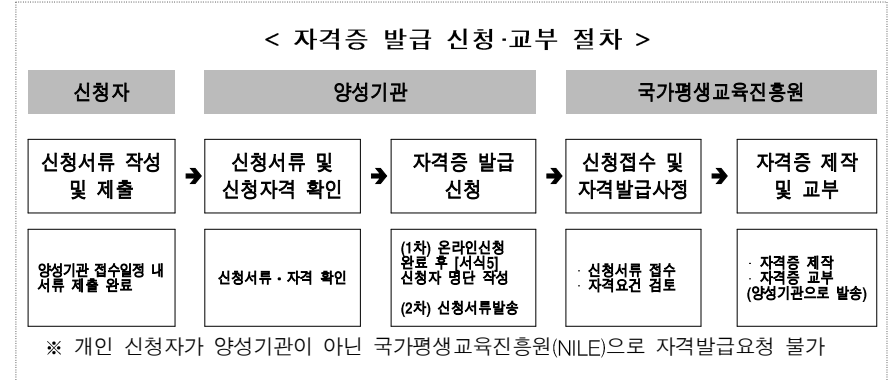 < 자격증 발급 신청·교부 절차 >
신청자
양성기관
국가평생교육진흥원
신청서류 작성
및 제출
➔
신청서류 및
신청자격 확인
➔
자격증 발급
신청
➔
신청접수 및
자격발급사정
➔
자격증 제작
및 교부
양성기관 접수일정 내
서류 제출 완료
신청서류·자격 확인
(1차) 온라인신청
완료 후 [서식5]
신청자 명단 작성
(2차) 신청서류발송
· 신청서류 접수
· 자격요건 검토
· 자격증 제작
· 자격증 교부
(양성기관으로 발송)
※ 개인 신청자가 양성기관이 아닌 국가평생교육진흥원(NILE)으로 자격발급요청 불가